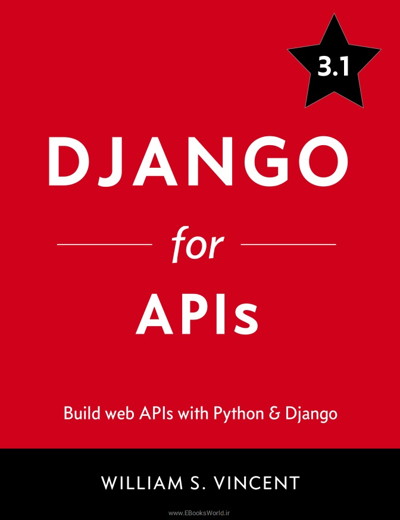 3.1
DJANGO
for
APIs
Build web APIs with Python & Django
WILLIAM S. VINCENT
www.EBooksWorld.ir